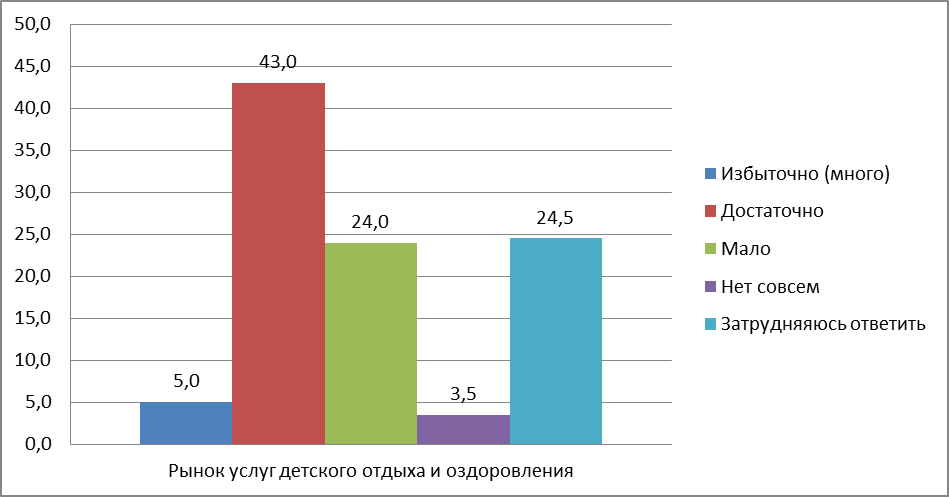 50,0
45,0
40,0
35,0
30,0
25,0
20,0
15,0
10,0
5,0
0,0
5,0
43,0
24,0
3,5
24,5
Рынок услуг детского отдыха и оздоровления
Избыточно (много)
Достаточно
Мало
Нет совсем
Затрудняяюсь ответить